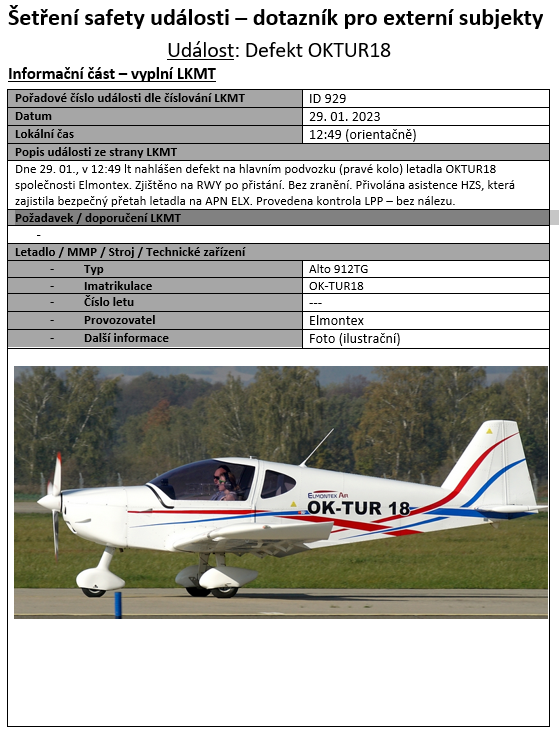 Šetření safety události – dotazník pro externí subjekty
Událost: Defekt OKTUR18
Informační část – vyplní LKMT
Pořadové číslo události dle číslování LKMT ID 929
Datum 29. 01. 2023
Lokální čas 12:49 (orientačně)
Popis události ze strany LKMT
Dne 29. 01., v 12:49 lt nahlášen defekt na hlavním podvozku (pravé kolo) letadla OKTUR18
společnosti Elmontex. Zjištěno na RWY po přistání. Bez zranění. Přivolána asistence HZS, která
zajistila bezpečný přetah letadla na APN ELX. Provedena kontrola LPP – bez nálezu.
Požadavek / doporučení LKMT
-
Letadlo / MMP / Stroj / Technické zařízení
- Typ Alto 912TG
- Imatrikulace OK-TUR18
- Číslo letu ---
- Provozovatel Elmontex
- Další informace Foto (ilustrační)
ELMONTEX AIR
OK-TUR 18